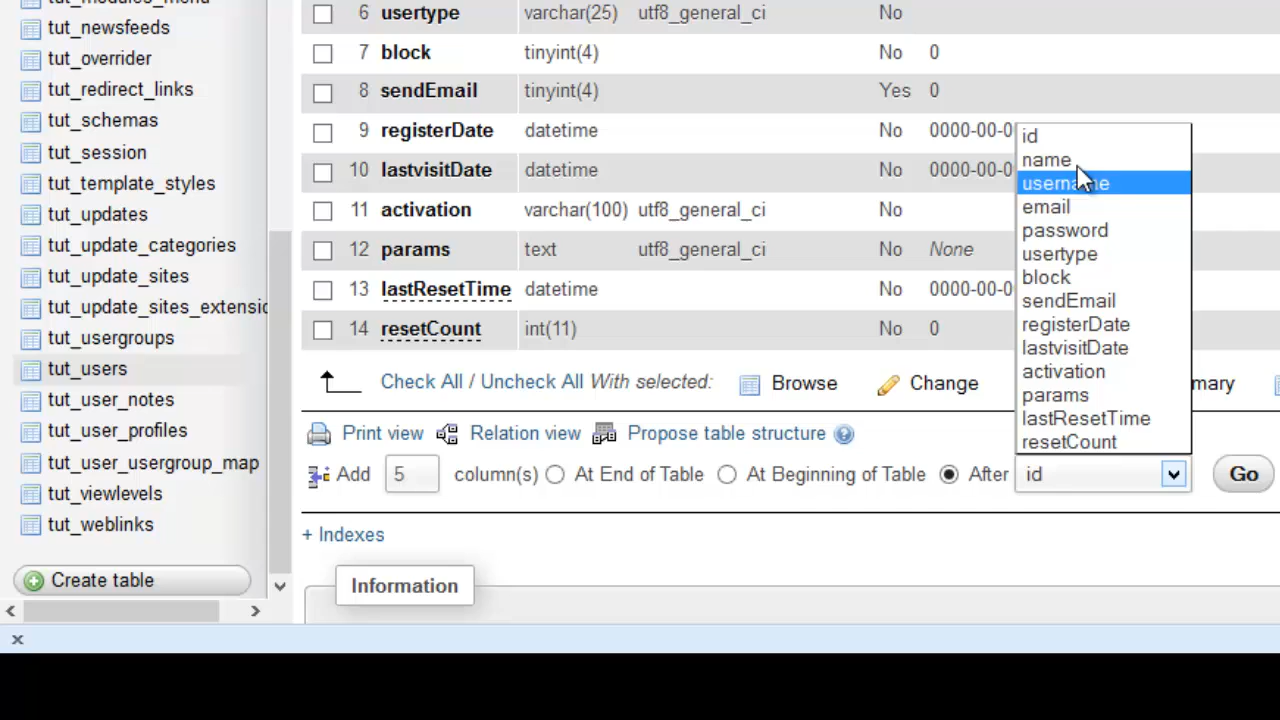 tut_modules_menu
tut_newsfeeds
tut_overrider
tut_redirect_links
tut_schemas
tut_session
tut_template_styles
tut_updates
tut_update_categories
tut_update_sites
tut_update_sites_extensio
tut_usergroups
tut_users
tut_user_notes
tut_user_profiles
tut_user_usergroup_map
tut_viewlevels
tut_weblinks
Create table
6 usertype varchar(25) utf8_general_ci No
7 block tinyint(4) No 0
8 sendEmail tinyint(4) Yes 0
9 registerDate datetime No 0000-00-0
10 lastvisitDate datetime No 0000-00-0
11 activation varchar(100) utf8_general_ci No
12 params text utf8_general_ci No None
13 lastResetTime datetime No 0000-00-0
14 resetCount int(11) No 0
id
name
username
email
password
usertype
block
sendEmail
registerDate
lastvisitDate
activation
params
lastResetTime
resetCount
Check All / Uncheck All With selected: Browse Change mary
Print view Relation view Propose table structure
Add 5 column(s) At End of Table At Beginning of Table After id Go
+ Indexes
Information